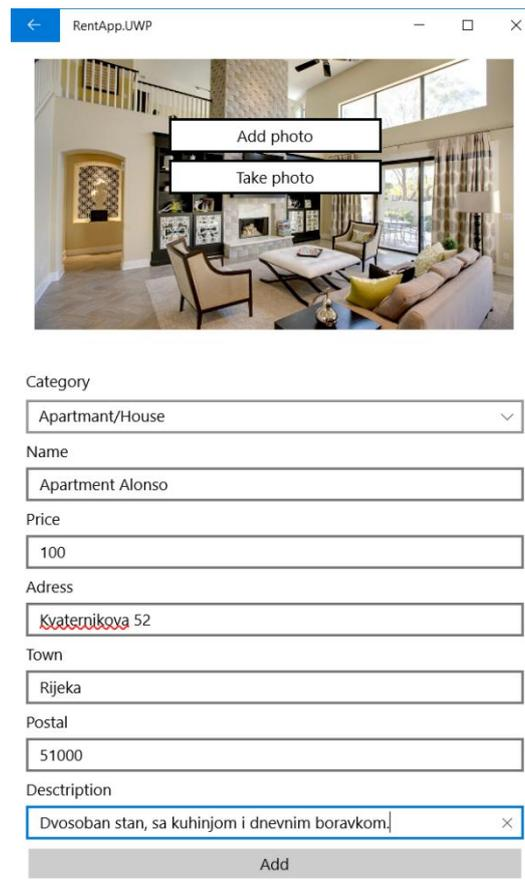 RentApp.UWP
Add photo
Take photo
Category
Apartmant/House
Name
Apartment Alonso
Price
100
Adress
Kvaternikova 52
Town
Rijeka
Postal
51000
Desctription
Dvosoban stan, sa kuhinjom i dnevnim boravkom.
Add